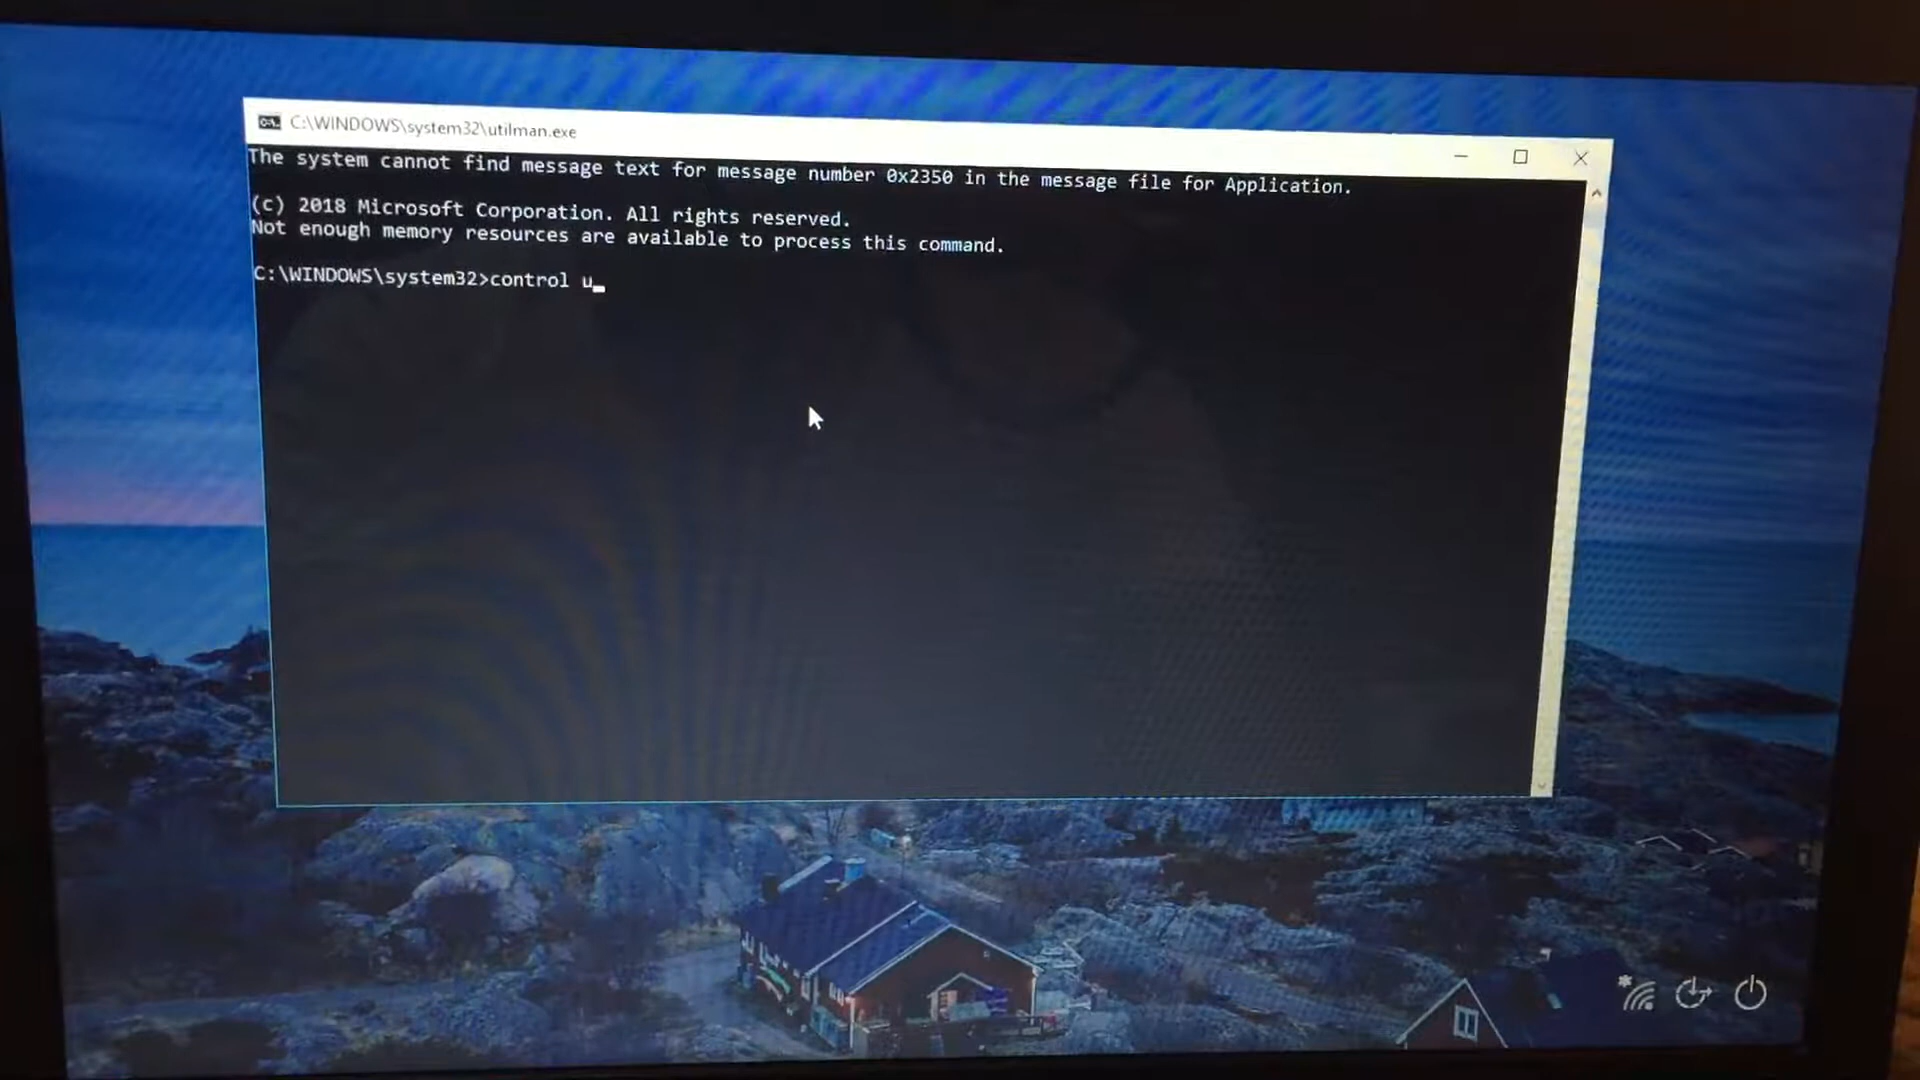 C:\WINDOWS\system32\utilman.exe
The system cannot find message text for message number 0x2350 in the message file for Application.
(c) 2018 Microsoft Corporation. All rights reserved.
Not enough memory resources are available to process this command.
C:\WINDOWS\system32>control u